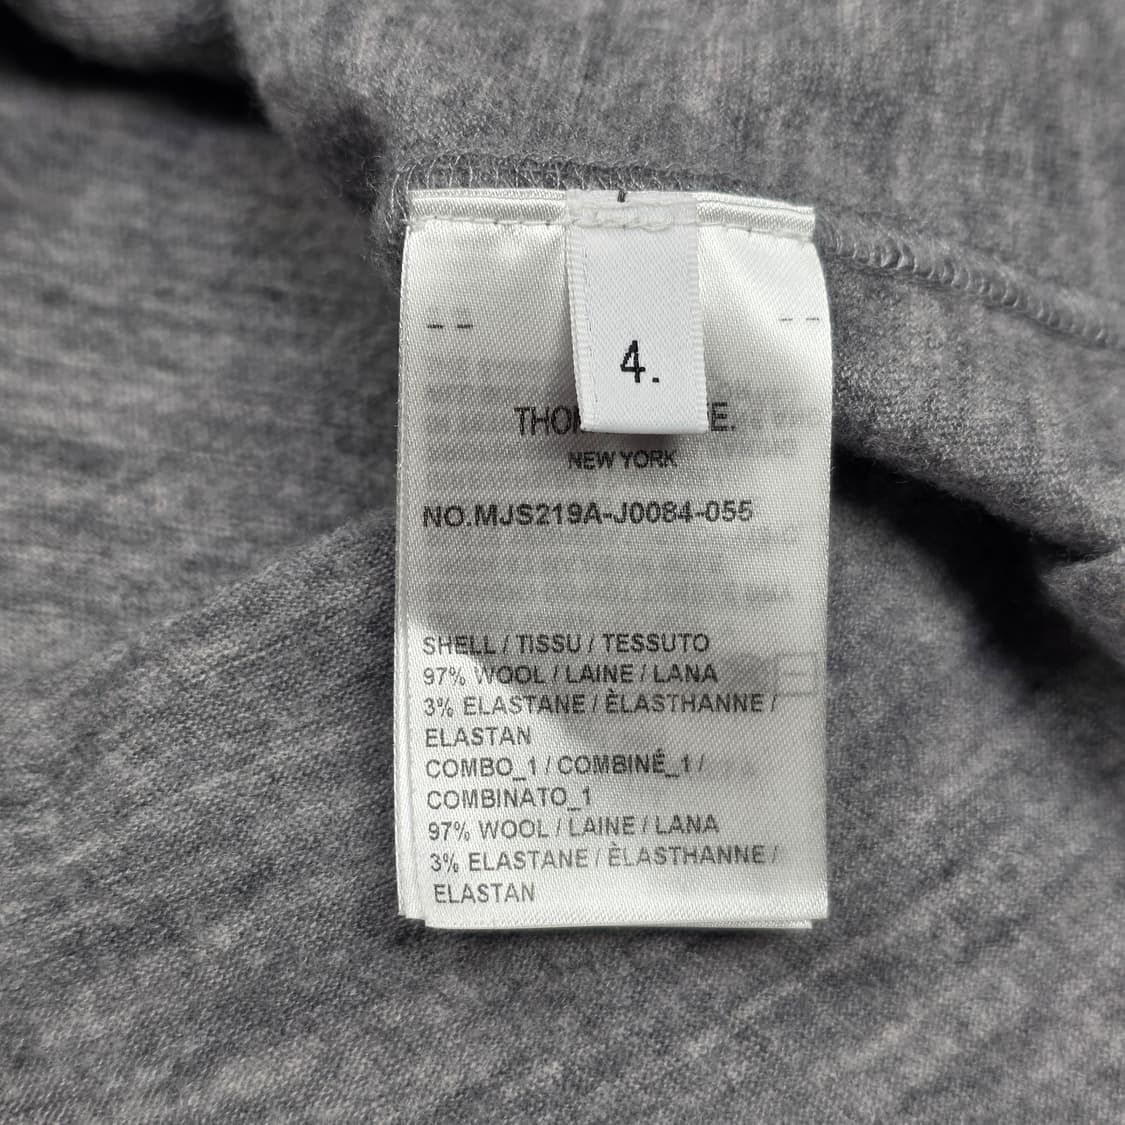 4.
NEW YORK
NO.MJS219A-J0084-055
SHELL / TISSU / TESSUTO
97% WOOL / LAINE / LANA
3% ELASTANE / ÈLASTHANNE /
ELASTAN
COMBO_1 / COMBINÉ_1 /
COMBINATO_1
97% WOOL / LAINE / LANA
3% ELASTANE / ÈLASTHANNE /
ELASTAN